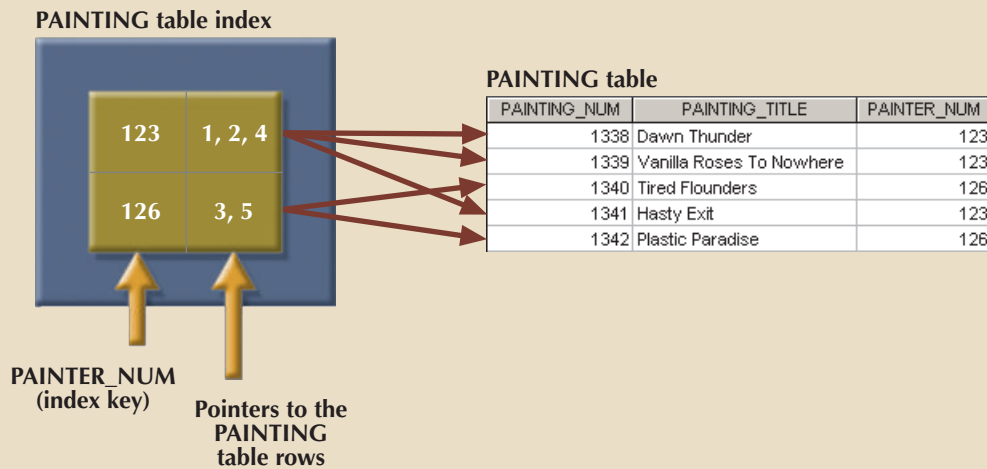 PAINTING table index
123 1, 2, 4
126 3, 5
PAINTER_NUM
(index key)
Pointers to the
PAINTING
table rows
PAINTING table
PAINTING_NUM PAINTING_TITLE PAINTER_NUM
1338 Dawn Thunder 123
1339 Vanilla Roses To Nowhere 123
1340 Tired Flounders 126
1341 Hasty Exit 123
1342 Plastic Paradise 126